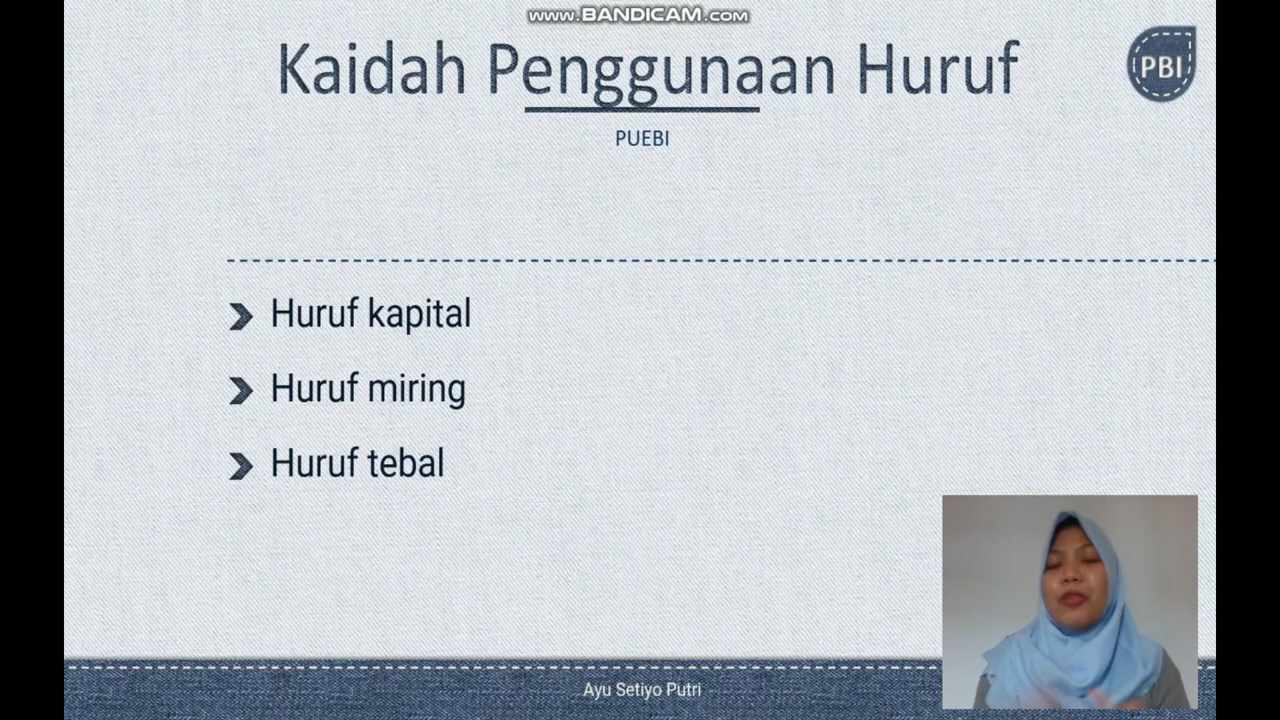 www.BANDICAM.com
Kaidah Penggunaan Huruf
PBI
PUEBI
Huruf kapital
Huruf miring
Huruf tebal
Ayu Setiyo Putri